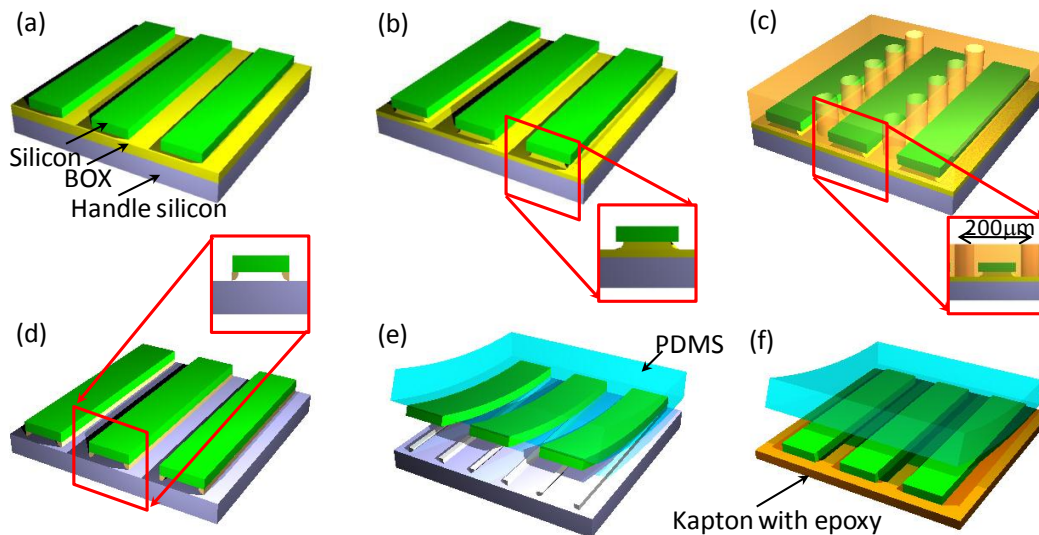 (a)
(b)
(c)
Silicon
BOX
Handle silicon
200μm
(d)
(e)
(f)
PDMS
Kapton with epoxy